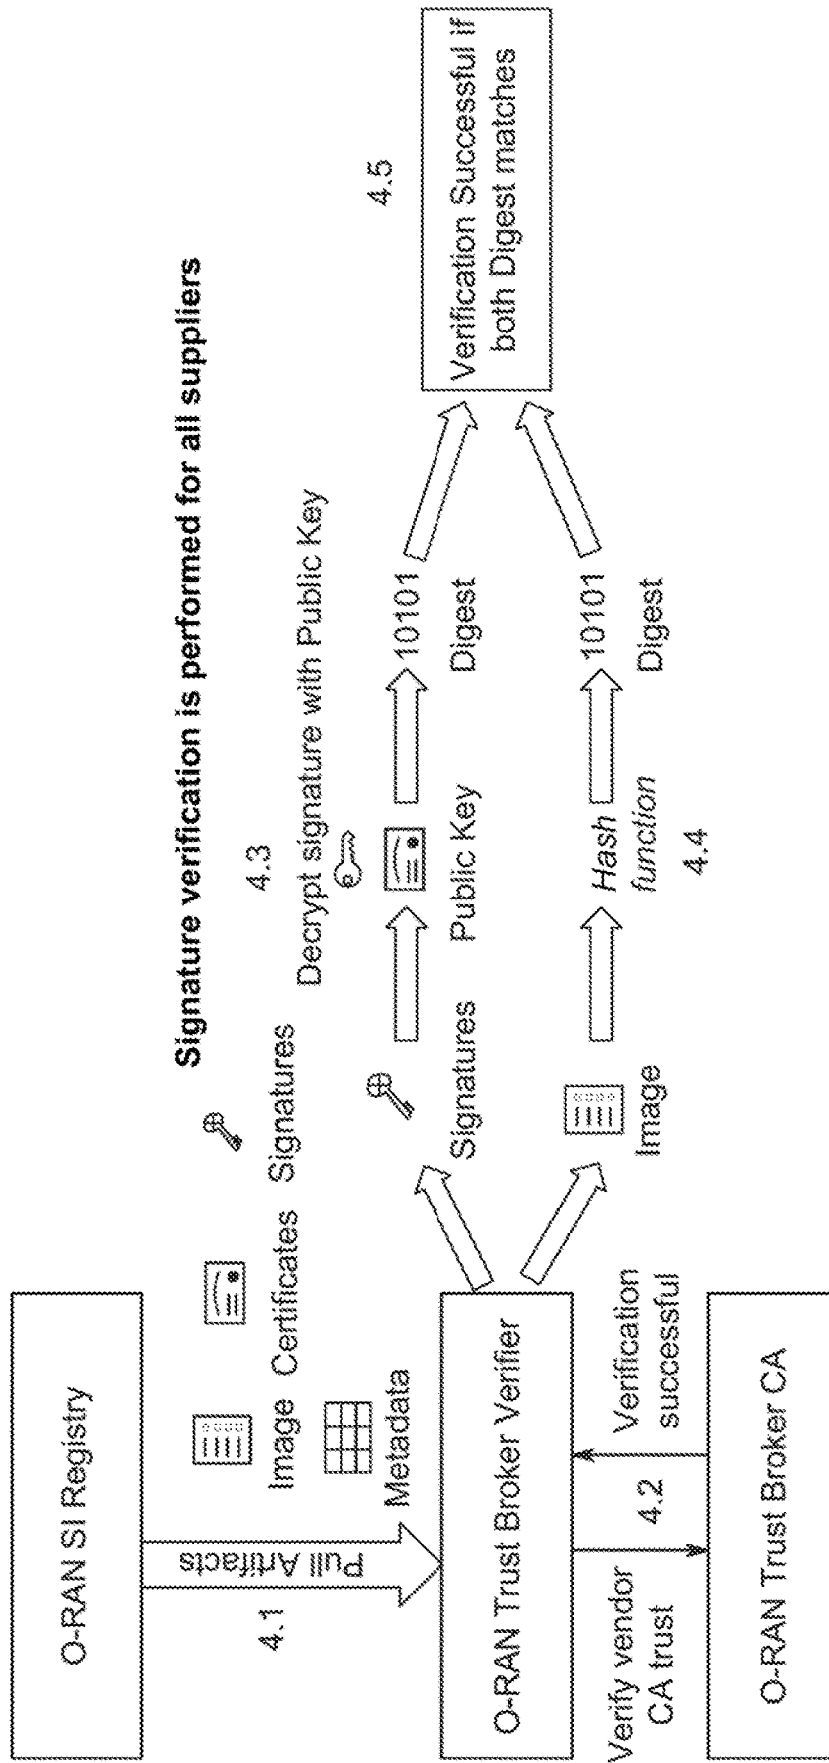 O-RAN SI Registry
4.1
Pull Artifacts
Image
Certificates
Signatures
Metadata
Signature verification is performed for all suppliers
O-RAN Trust Broker Verifier
Verify vendor
CA trust
4.2
Verification
successful
O-RAN Trust Broker CA
4.3
Decrypt signature with Public Key
Signatures
Public Key
10101
Digest
Image
Hash
function
4.4
10101
Digest
4.5
Verification Successful if
both Digest matches